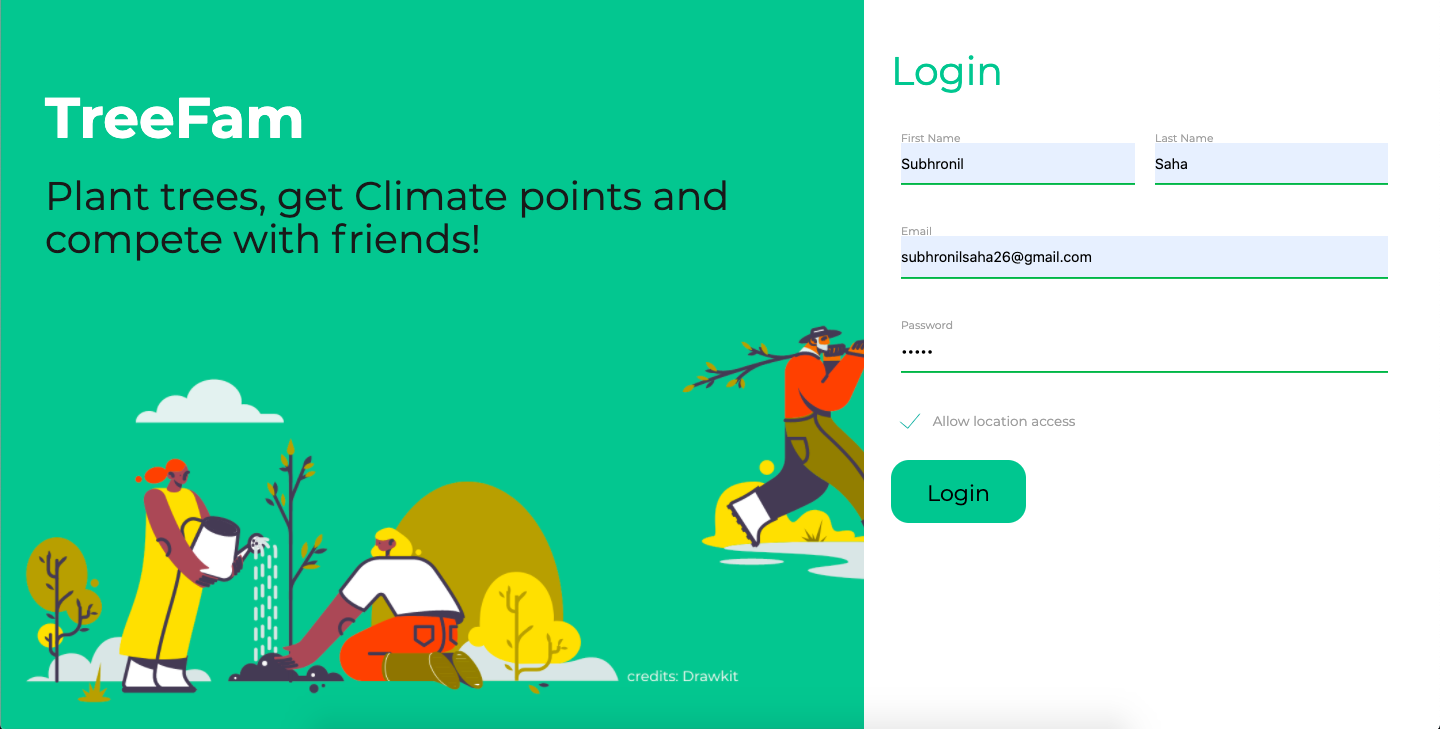 TreeFam
Plant trees, get Climate points and
compete with friends!
credits: Drawkit
Login
First Name
Last Name
Subhronil
Saha
Email
subhronilsaha26@gmail.com
Password
•••••
Allow location access
Login